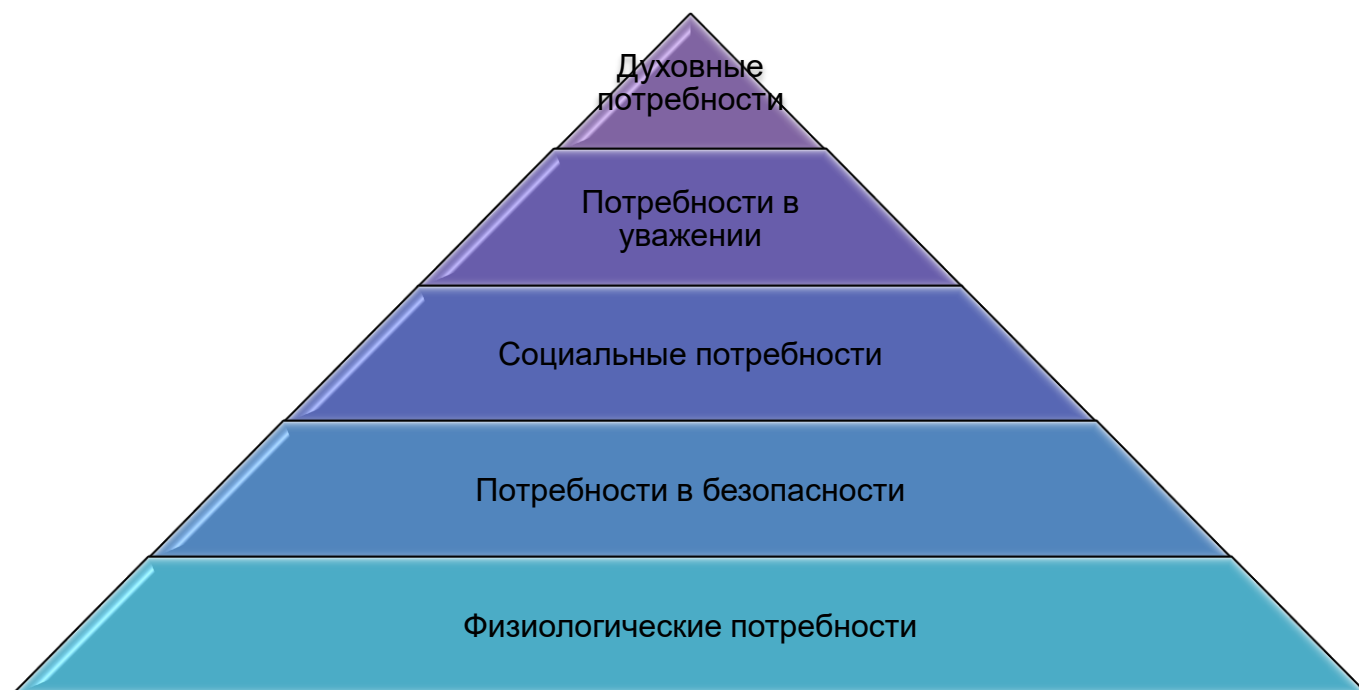 Духовные
потребности
Потребности в
уважении
Социальные потребности
Потребности в безопасности
Физиологические потребности